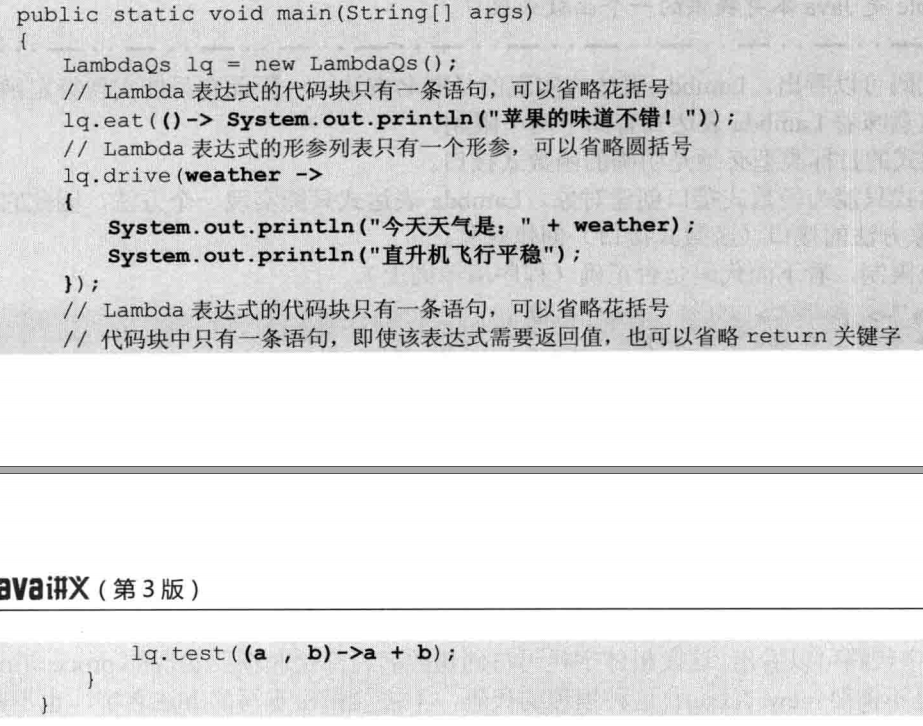 public static void main(String[] args)
{
LambdaQs lq = new LambdaQs();
// Lambda 表达式的代码块只有一条语句，可以省略花括号
lq.eat(()-> System.out.println("苹果的味道不错！"));
// Lambda 表达式的形参列表只有一个形参，可以省略圆括号
lq.drive(weather ->
{
System.out.println("今天天气是：" + weather);
System.out.println("直升机飞行平稳");
});
// Lambda 表达式的代码块只有一条语句，可以省略花括号
// 代码块中只有一条语句，即使该表达式需要返回值，也可以省略 return 关键字
ava讲义（第3版）
lq.test((a , b)->a + b);
}
}